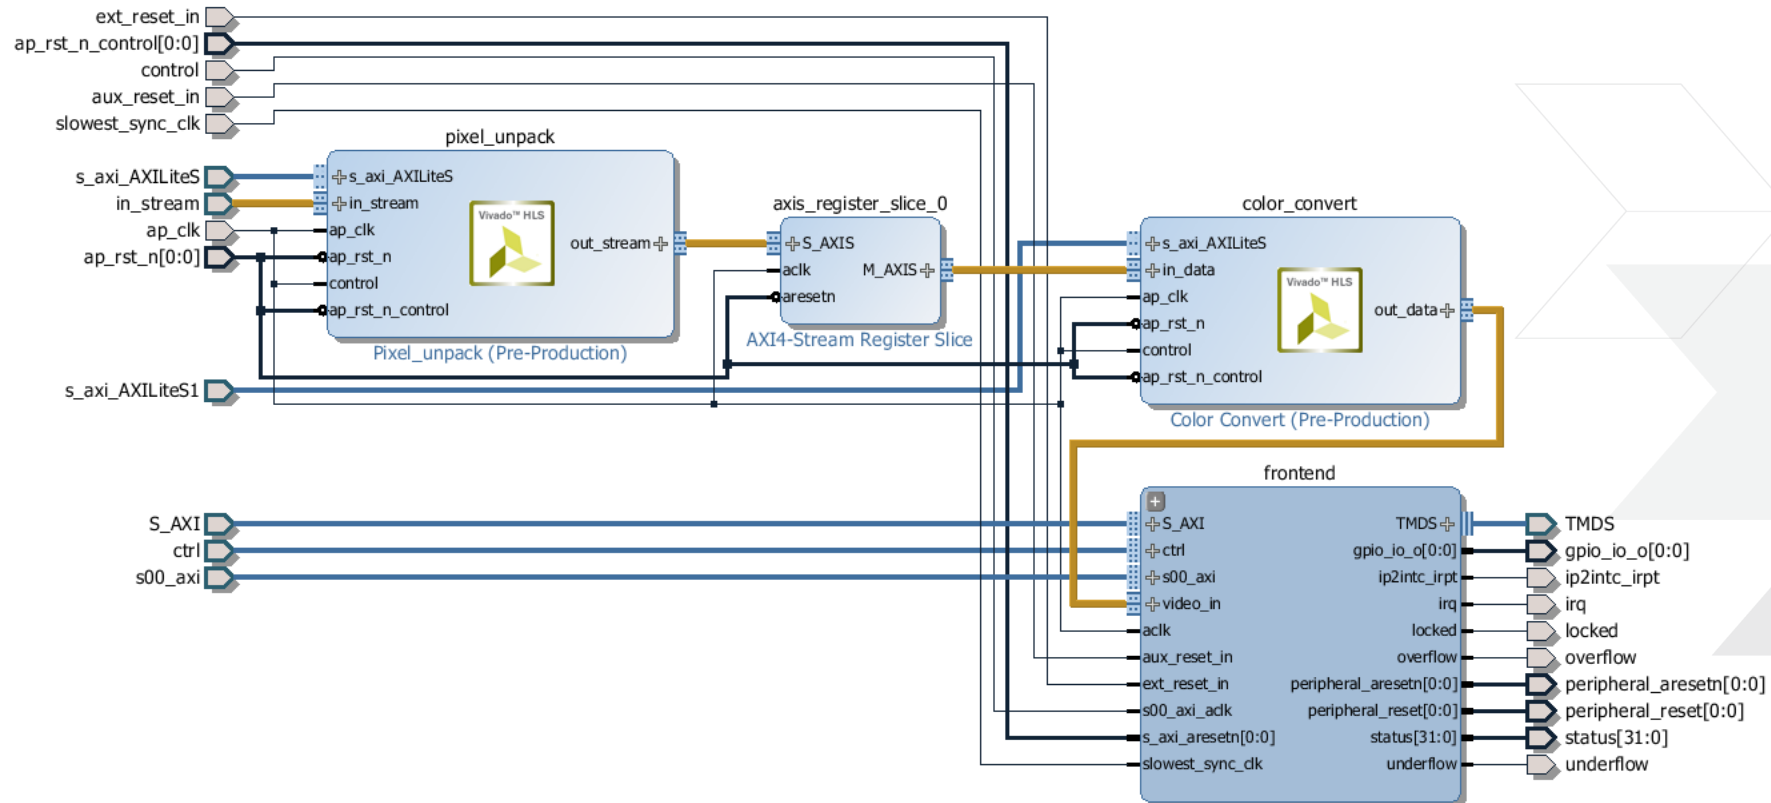 ext_reset_in
ap_rst_n_control[0:0]
control
aux_reset_in
slowest_sync_clk
s_axi_AXILiteS
in_stream
ap_clk
ap_rst_n[0:0]
s_axi_AXILiteS1
S_AXI
ctrl
s00_axi
pixel_unpack
s_axi_AXILiteS
in_stream
ap_clk
ap_rst_n
control
ap_rst_n_control
Vivado™ HLS
out_stream
Pixel_unpack (Pre-Production)
axis_register_slice_0
S_AXIS
aclk
aresetn
M_AXIS
AXI4-Stream Register Slice
color_convert
s_axi_AXILiteS
in_data
ap_clk
ap_rst_n
control
ap_rst_n_control
Vivado™ HLS
out_data
Color Convert (Pre-Production)
frontend
S_AXI
ctrl
s00_axi
video_in
aclk
aux_reset_in
ext_reset_in
s00_axi_aclk
s_axi_aresetn[0:0]
slowest_sync_clk
TMDS
gpio_io_o[0:0]
ip2intc_irpt
irq
locked
overflow
peripheral_aresetn[0:0]
peripheral_reset[0:0]
status[31:0]
underflow
TMDS
gpio_io_o[0:0]
ip2intc_irpt
irq
locked
overflow
peripheral_aresetn[0:0]
peripheral_reset[0:0]
status[31:0]
underflow